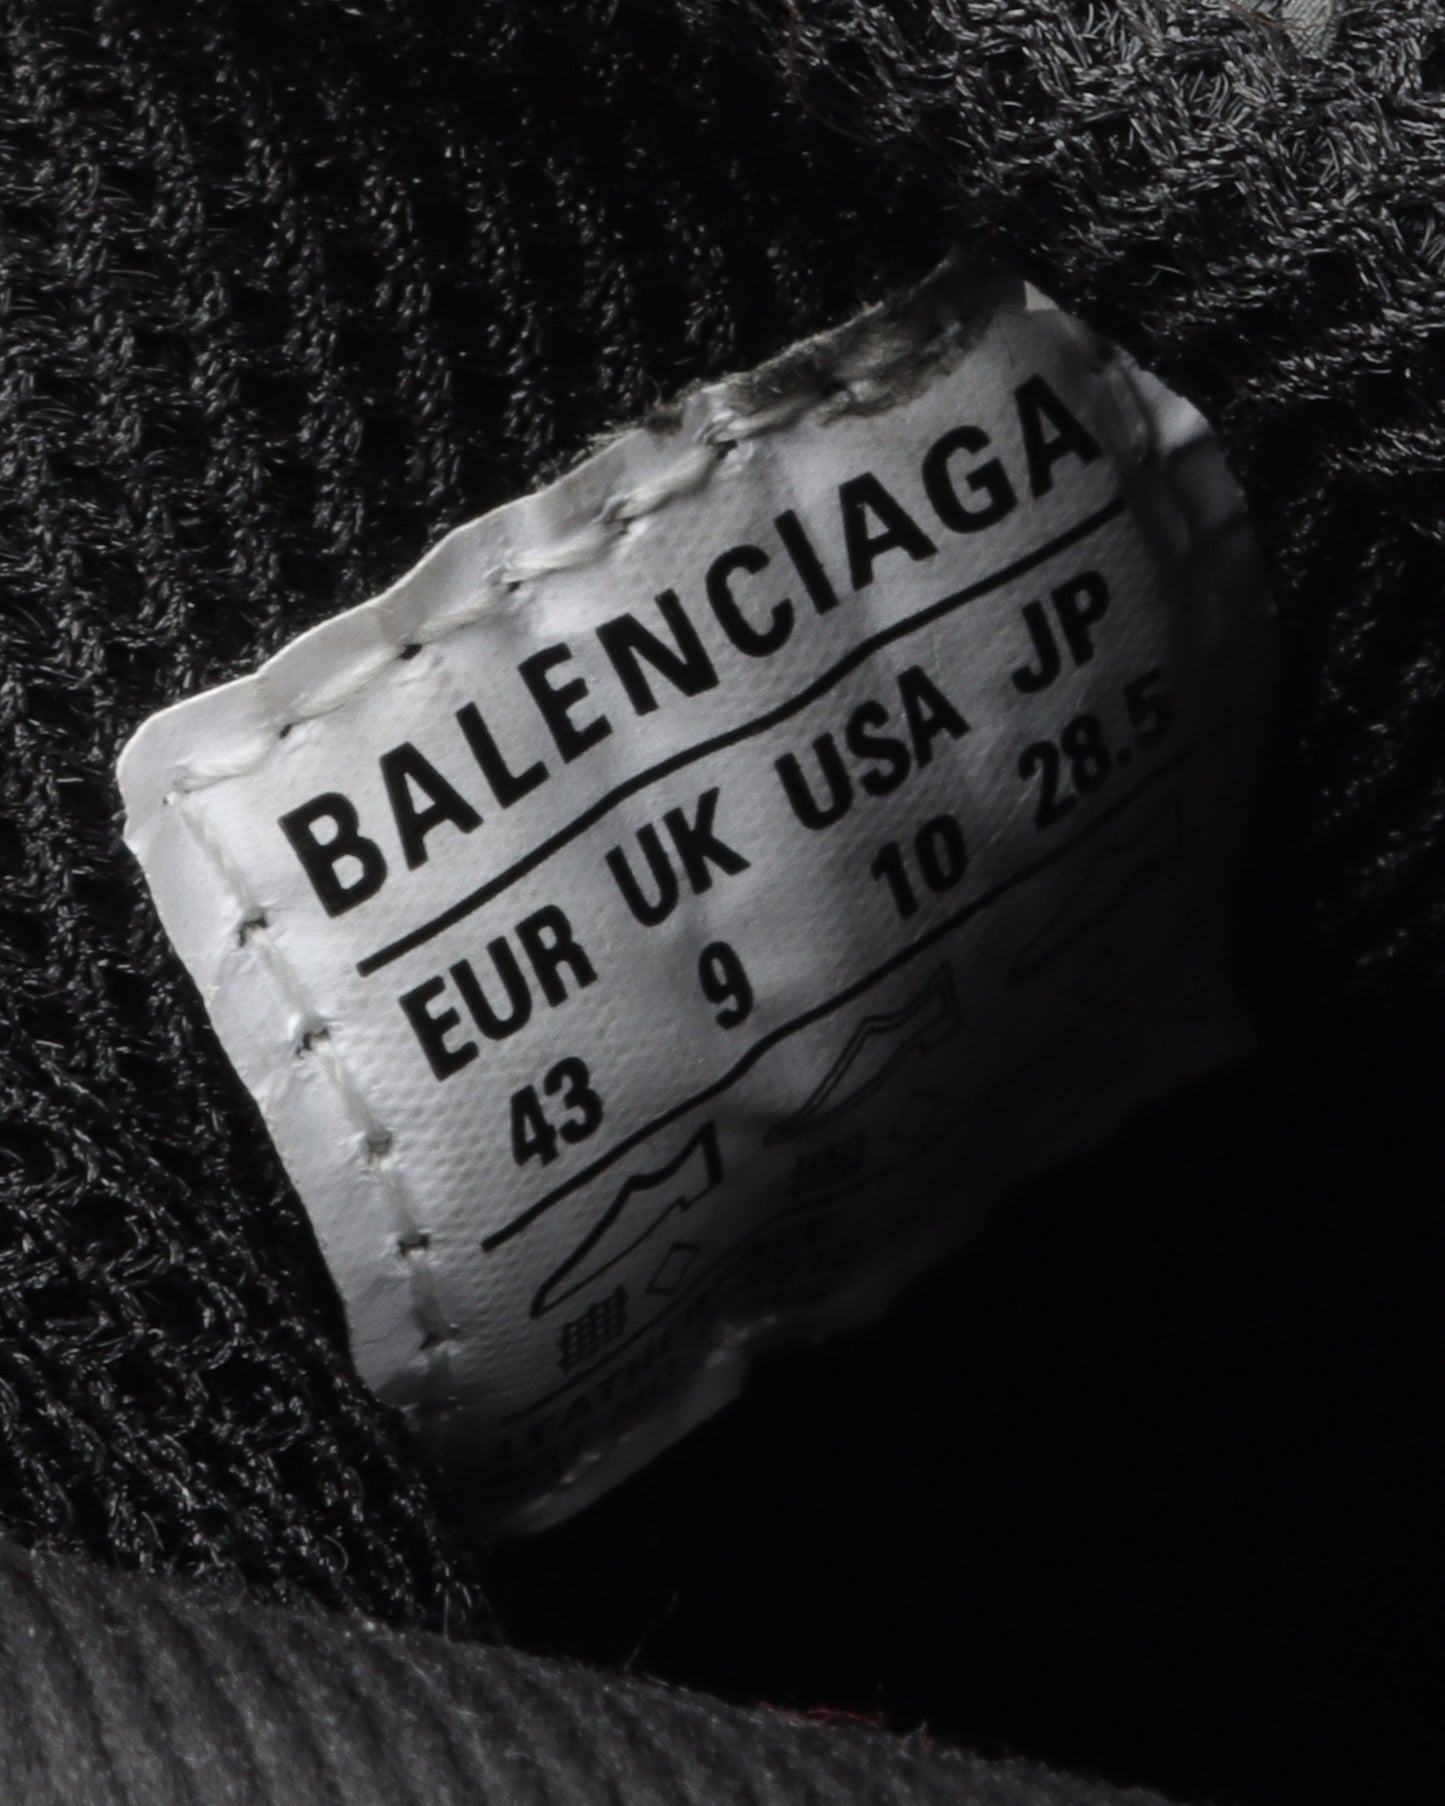 BALENCIAGA
EUR UK USA JP
43 9 10 28.5